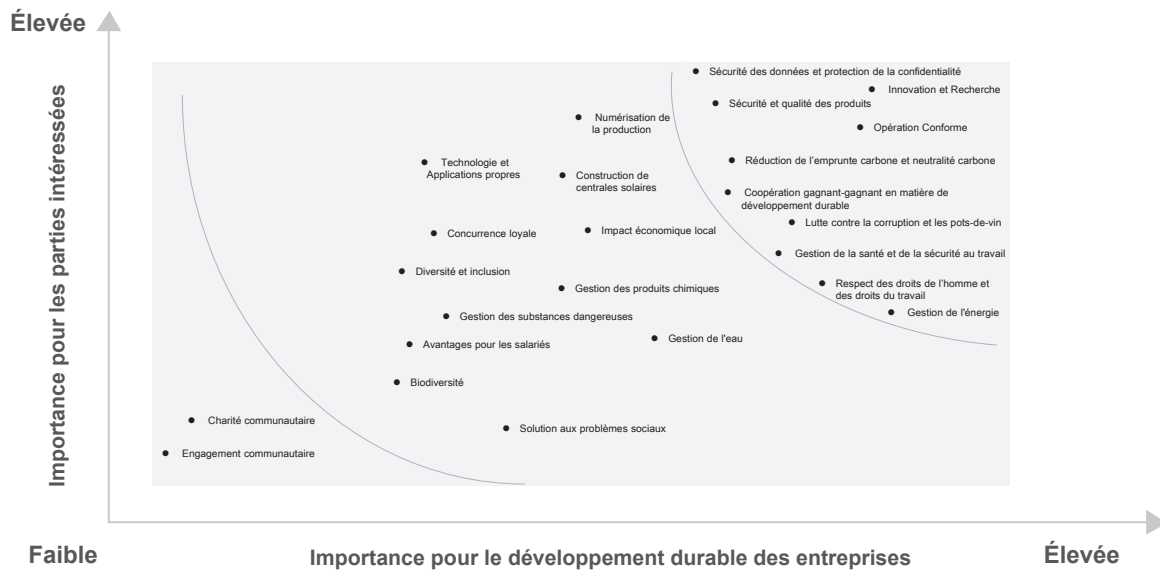 Élevée
Importance pour les parties intéressées
Sécurité des données et protection de la confidentialité
Innovation et Recherche
Sécurité et qualité des produits
Numérisation de
la production
Opération Conforme
Technologie et
Applications propres
Réduction de l'emprunte carbone et neutralité carbone
Construction de
centrales solaires
Coopération gagnant-gagnant en matière de
développement durable
Lutte contre la corruption et les pots-de-vin
Impact économique local
Concurrence loyale
Gestion de la santé et de la sécurité au travail
Diversité et inclusion
Respect des droits de l'homme et
des droits du travail
Gestion des produits chimiques
Gestion de l'énergie
Gestion des substances dangereuses
Gestion de l'eau
Avantages pour les salariés
Biodiversité
Charité communautaire
Solution aux problèmes sociaux
Engagement communautaire
Faible
Importance pour le développement durable des entreprises
Élevée